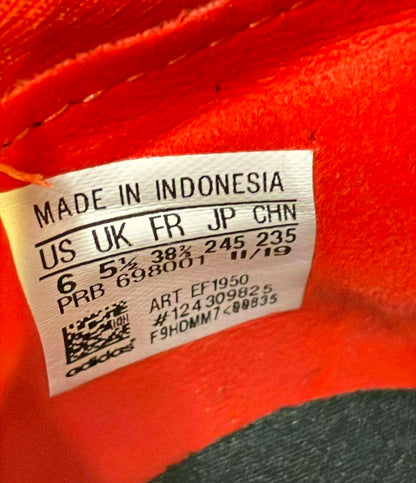 MADE IN INDONESIA
US UK FR JP CHN
6 5½ 38⅔ 245 235
PRB 698001 11/19
ART EF1950
#124309825
F9HDMM7<00835
adidas